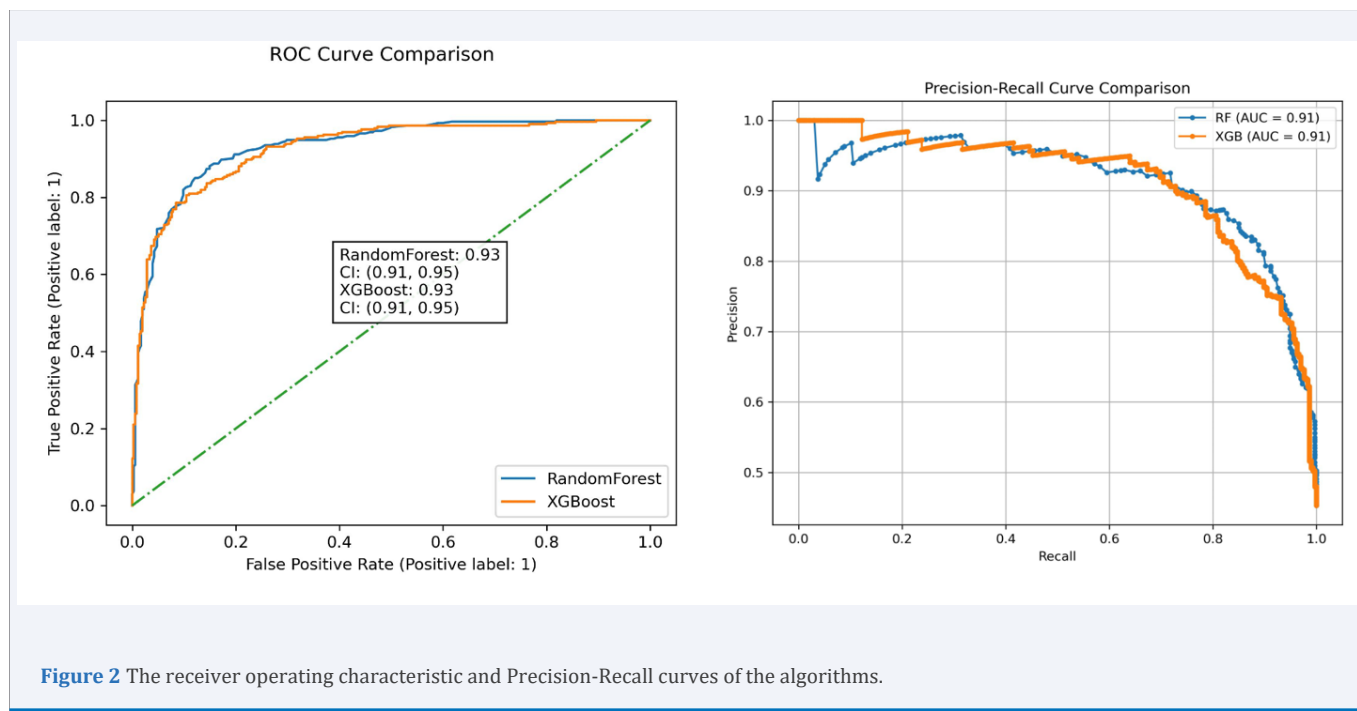 ROC Curve Comparison
1.0
0.8
0.6
0.4
0.2
0.0
True Positive Rate (Positive label: 1)
RandomForest: 0.93
CI: (0.91, 0.95)
XGBoost: 0.93
CI: (0.91, 0.95)
RandomForest
XGBoost
0.0 0.2 0.4 0.6 0.8 1.0
False Positive Rate (Positive label: 1)
Precision-Recall Curve Comparison
1.0
0.9
0.8
0.7
0.6
0.5
Precision
RF (AUC = 0.91)
XGB (AUC = 0.91)
0.0 0.2 0.4 0.6 0.8 1.0
Recall
Figure 2 The receiver operating characteristic and Precision-Recall curves of the algorithms.